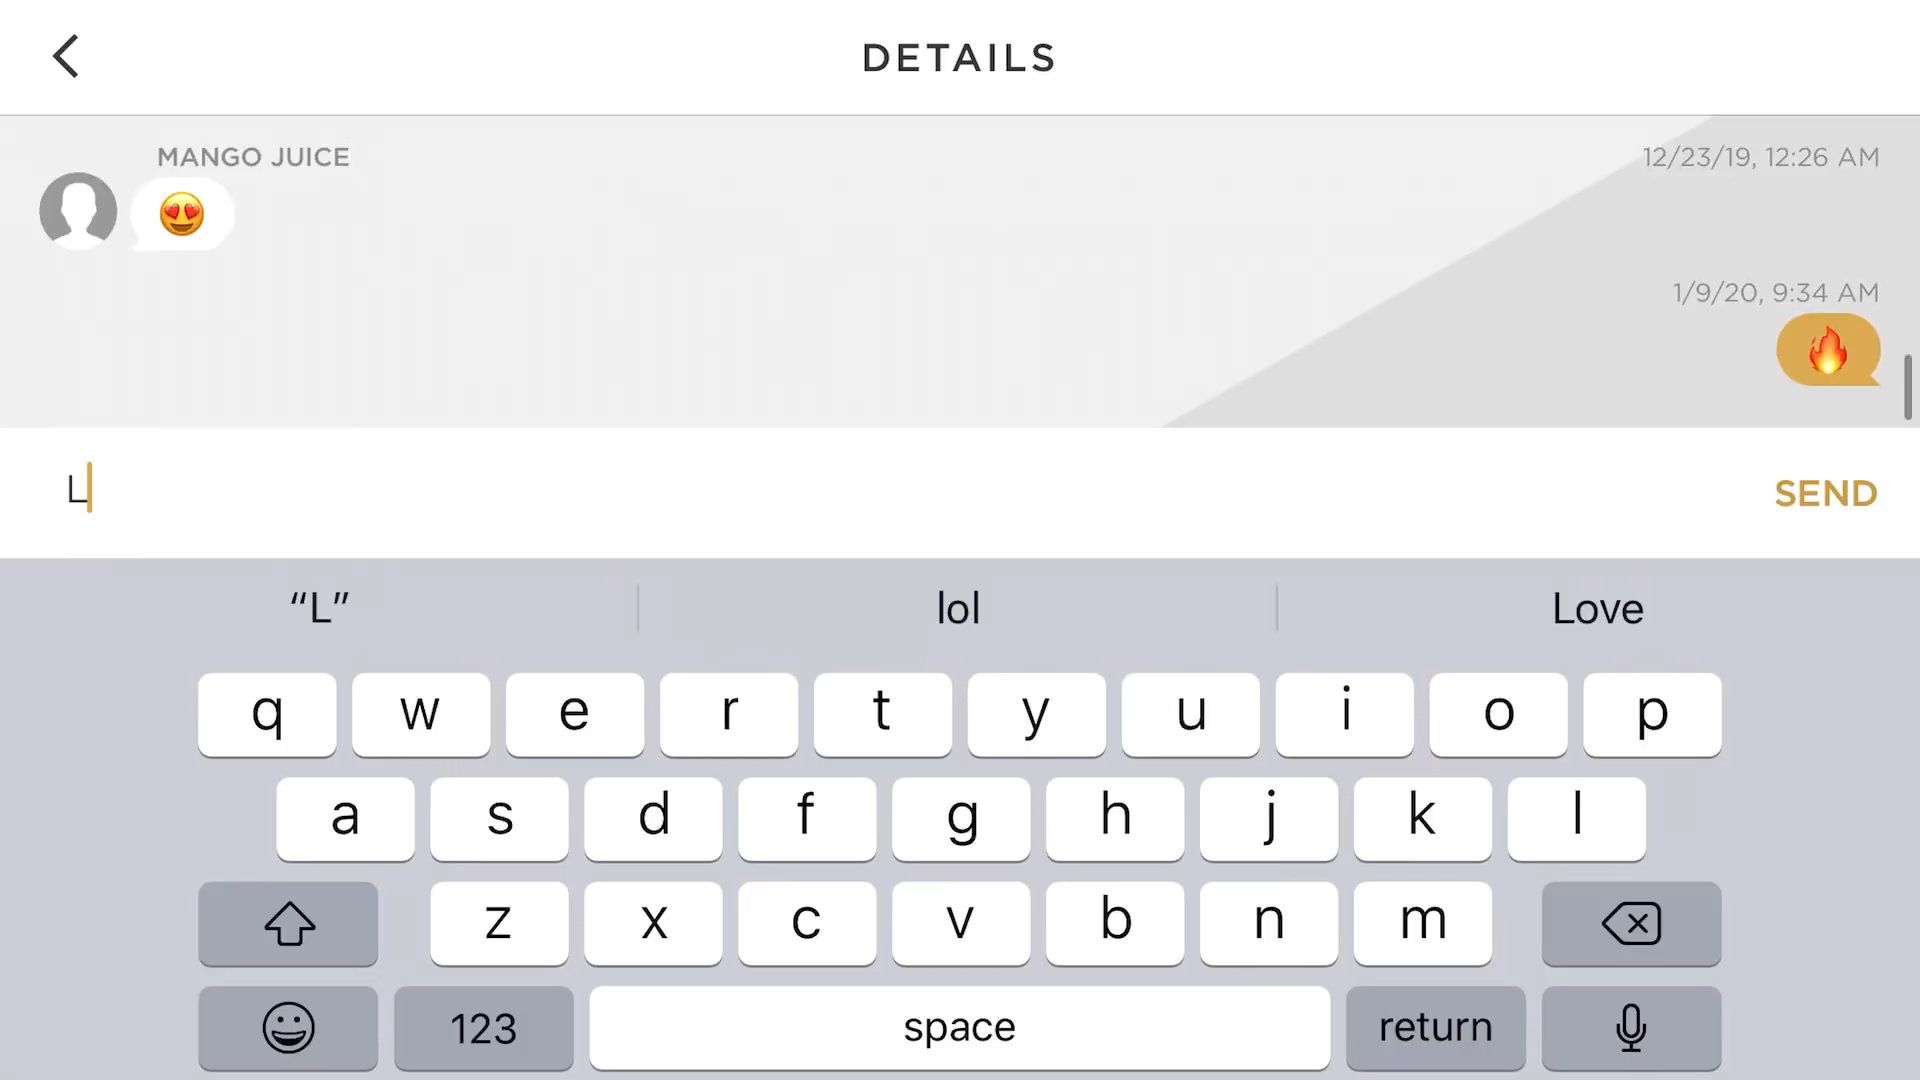 DETAILS
MANGO JUICE
12/23/19, 12:26 AM
😍
1/9/20, 9:34 AM
🔥
L
SEND
“L”
lol
Love
q w e r t y u i o p
a s d f g h j k l
z x c v b n m
123
space
return